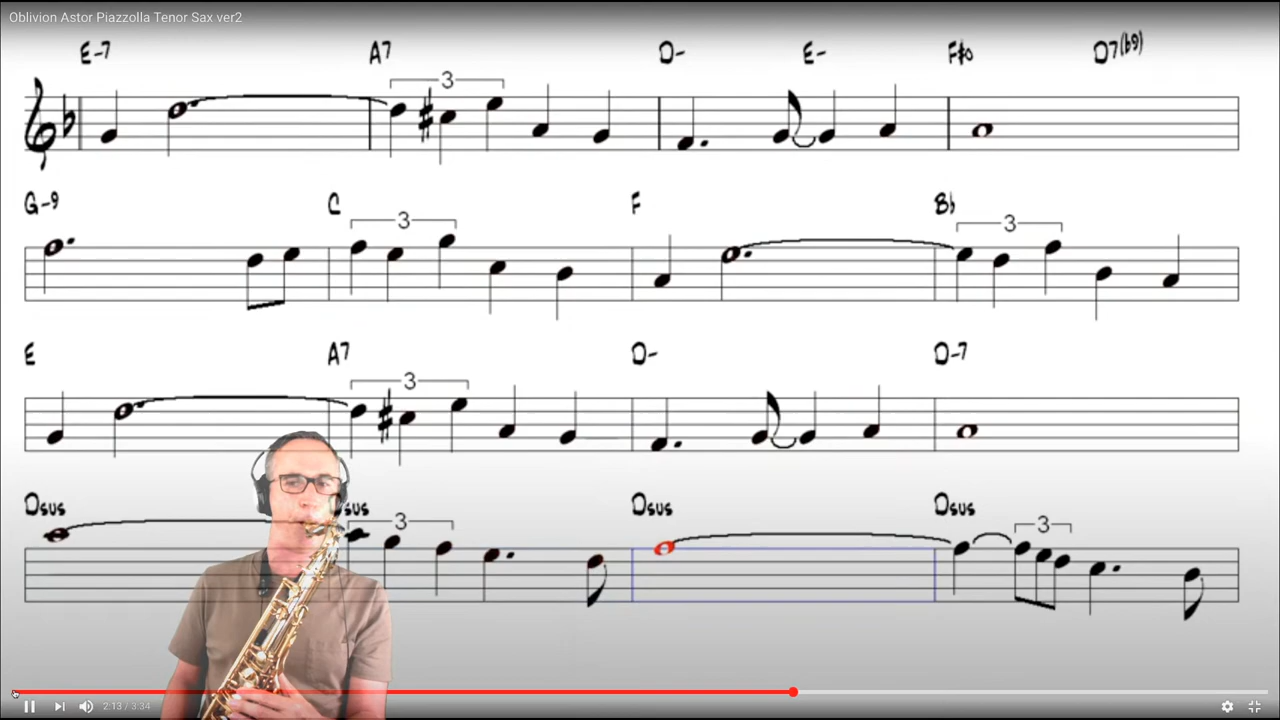 Oblivion Astor Piazzolla Tenor Sax ver2
E-7 A7 D- E- F#o D7(b9)
3
G-9 C F Bb
3 3
E A7 D- D-7
3
Dsus Dsus Dsus Dsus
3 3
2:13 / 3:34